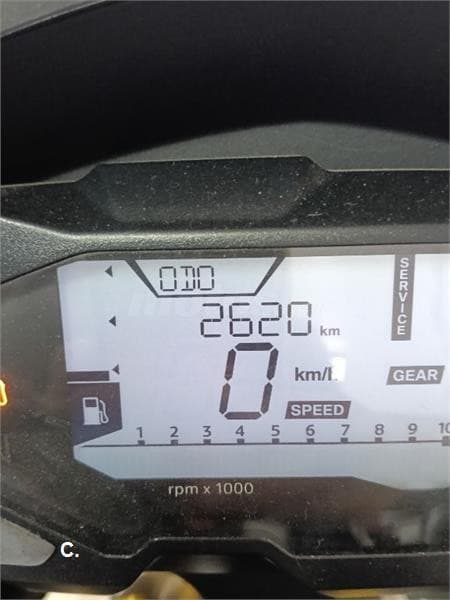 ODO
2620 km
SERVICE
0 km/h
GEAR
SPEED
1 2 3 4 5 6 7 8 9 10
rpm x 1000
C.